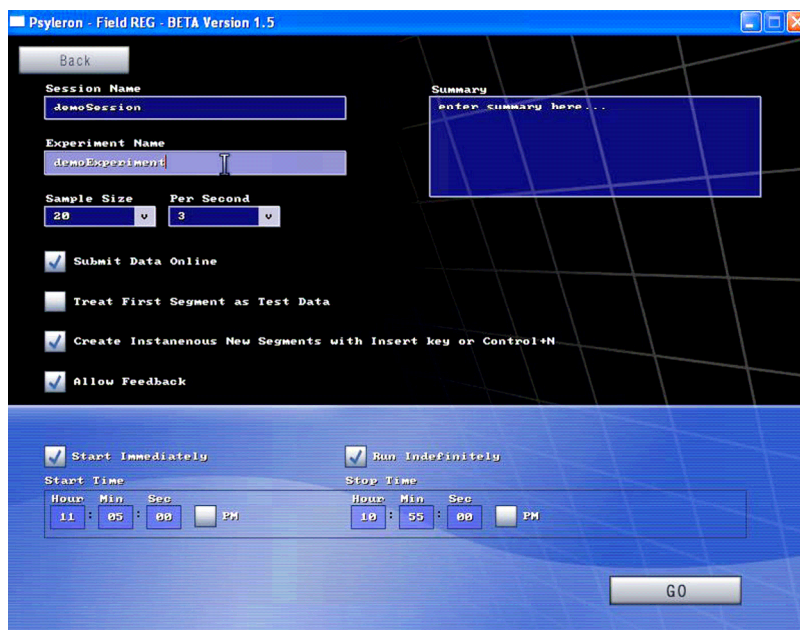 Psyleron - Field REG - BETA Version 1.5
Back
Session Name
demoSession
Summary
enter summary here...
Experiment Name
demoExperiment
Sample Size Per Second
20 v 3 v
Submit Data Online
Treat First Segment as Test Data
Create Instanenous New Segments with Insert key or Control+N
Allow Feedback
Start Immediately
Run Indefinitely
Start Time
Stop Time
Hour Min Sec
11 : 05 : 00 PM
Hour Min Sec
10 : 55 : 00 PM
GO